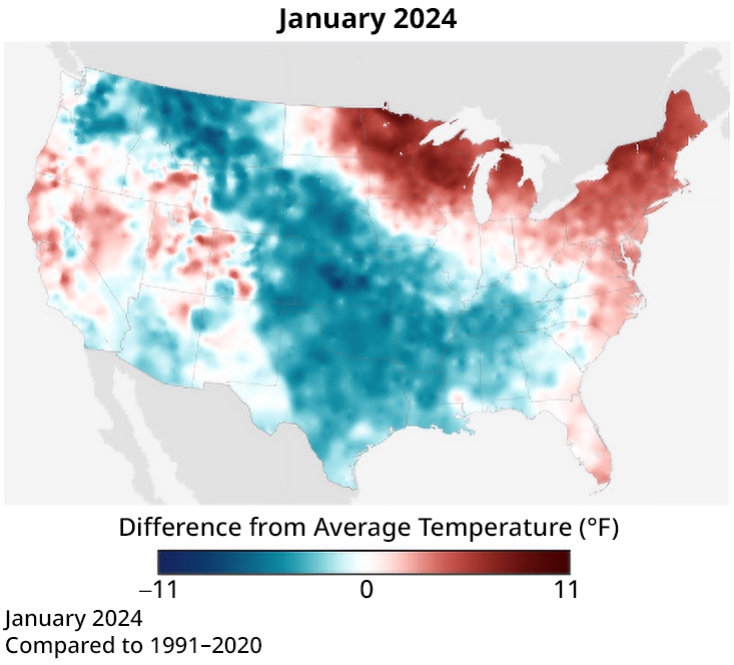 January 2024
Difference from Average Temperature (°F)
−11 0 11
January 2024
Compared to 1991–2020